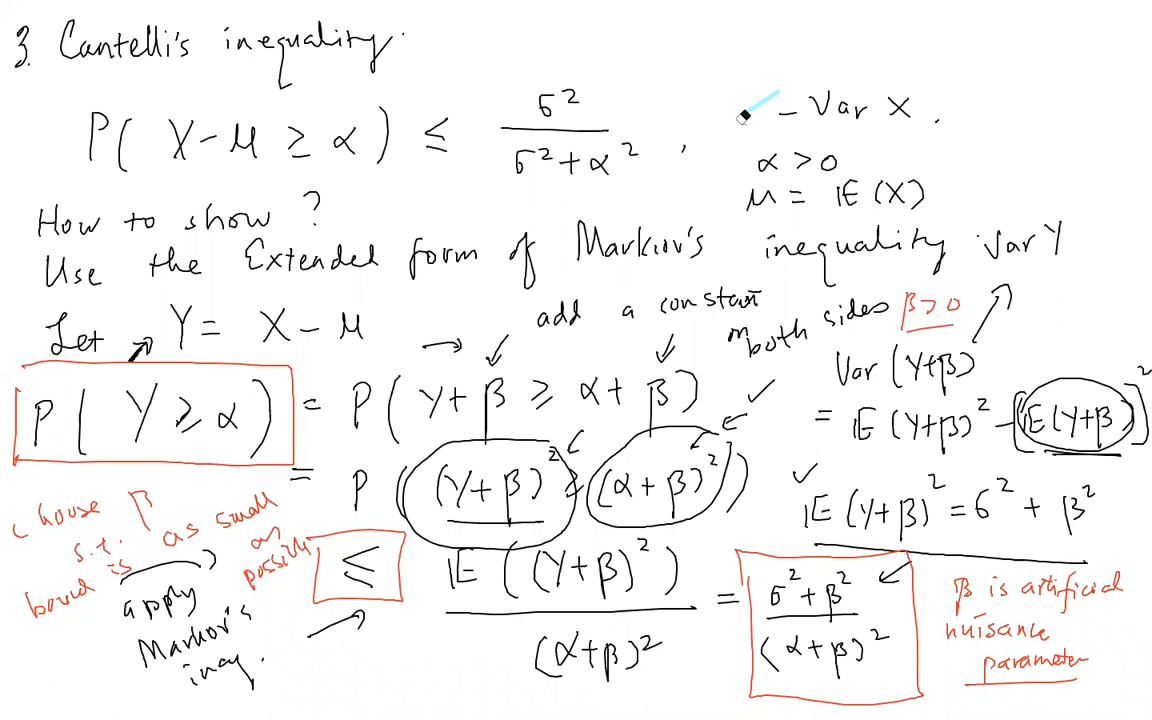 3. Cantelli's inequality.
P( X-μ ≥ α ) ≤ σ² / (σ²+α²) ,
- Var X .
α > 0
μ = E(X)
How to show ?
Use the Extended form of Markov's inequality
Let Y = X - μ
→ add a constant on both sides β>0
P( Y ≥ α ) = P( Y+β ≥ α+β )
= P( (Y+β)² ≥ (α+β)² )
≤ E((Y+β)²) / (α+β)² = (σ²+β²) / (α+β)²
Var Y
Var (Y+β)
= E(Y+β)² - [E(Y+β)]²
E(Y+β)² = σ² + β²
choose β
s.t. as small
bound is as possible
apply
Markov's
ineq.
β is artificial
nuisance
parameter